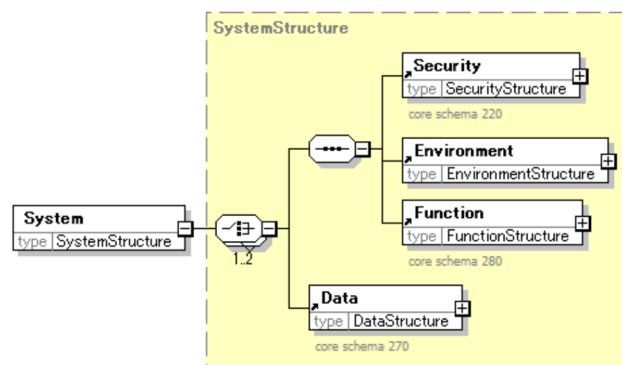 SystemStructure
Security
type SecurityStructure
core schema 220
Environment
type EnvironmentStructure
System
type SystemStructure
1..2
Function
type FunctionStructure
core schema 280
Data
type DataStructure
core schema 270